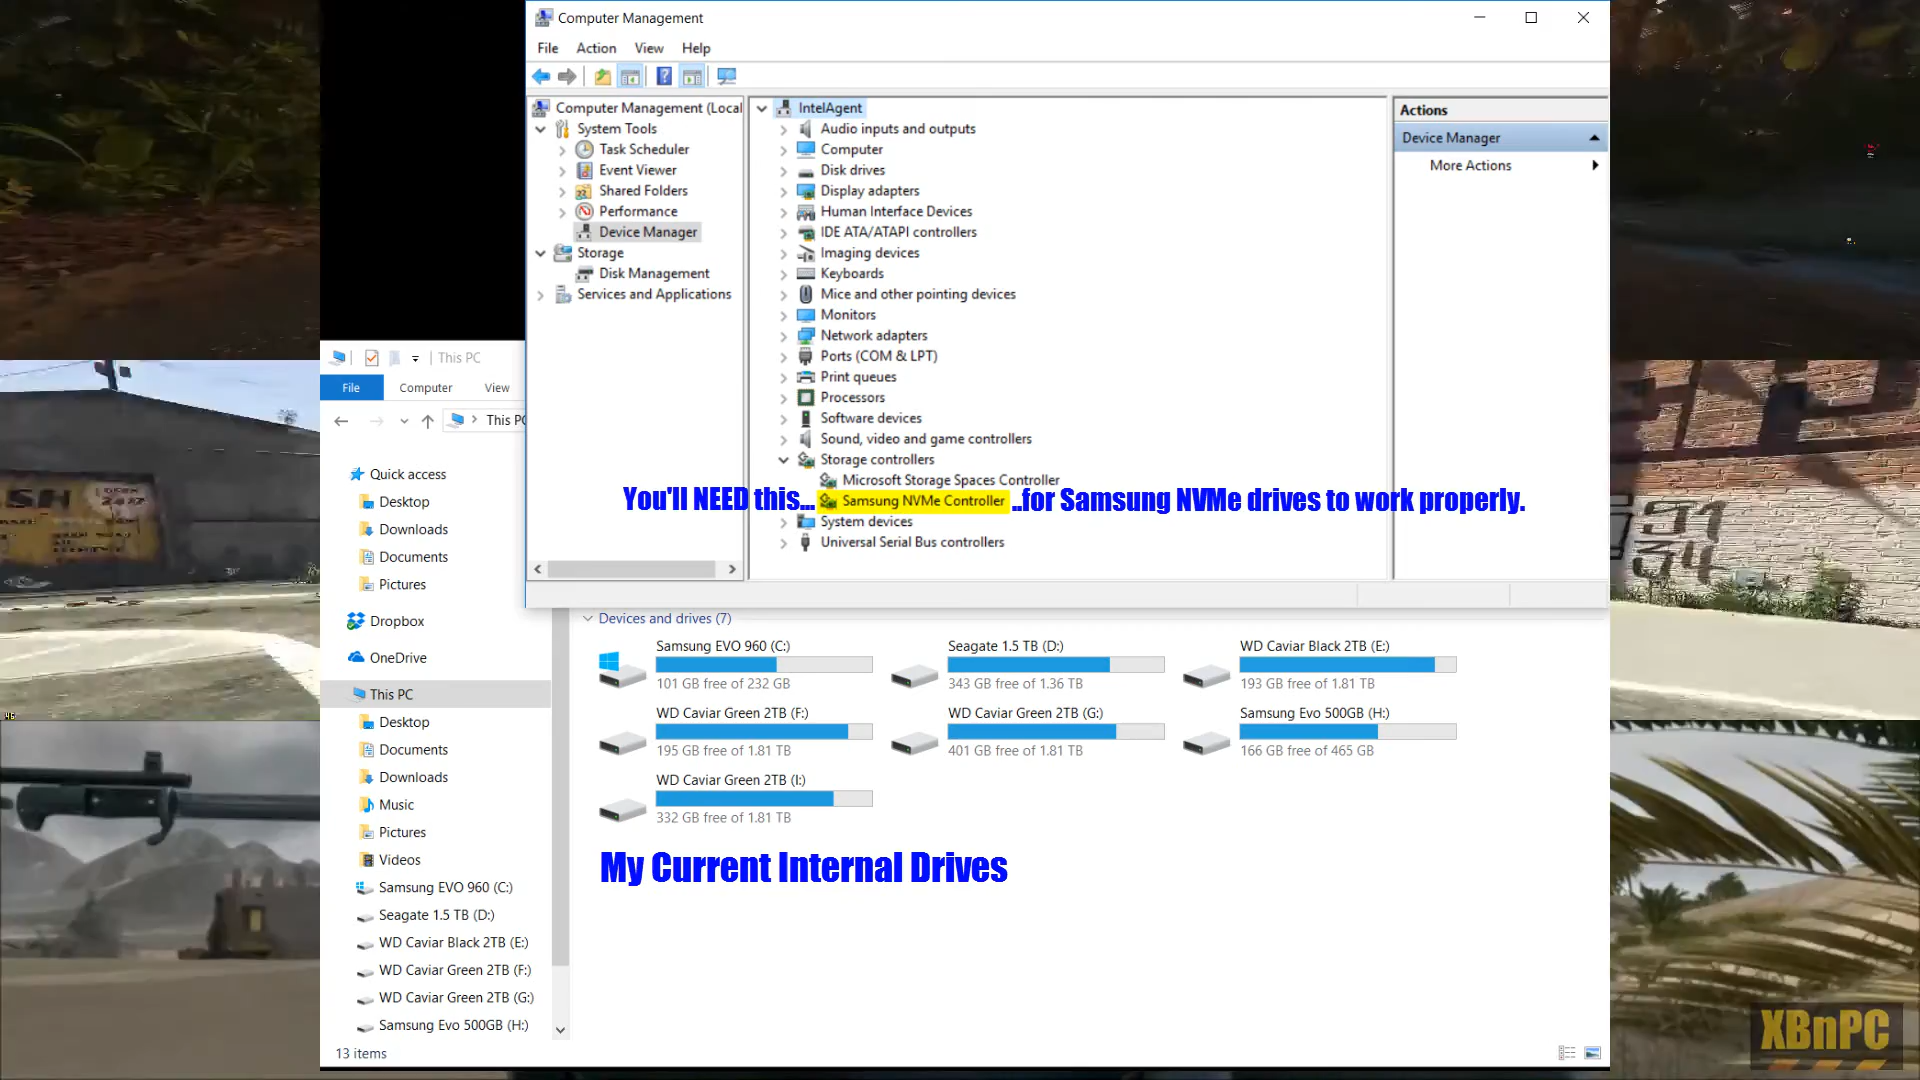 Computer Management
File Action View Help
Computer Management (Local
System Tools
Task Scheduler
Event Viewer
Shared Folders
Performance
Device Manager
Storage
Disk Management
Services and Applications
IntelAgent
Audio inputs and outputs
Computer
Disk drives
Display adapters
Human Interface Devices
IDE ATA/ATAPI controllers
Imaging devices
Keyboards
Mice and other pointing devices
Monitors
Network adapters
Ports (COM & LPT)
Print queues
Processors
Software devices
Sound, video and game controllers
Storage controllers
Microsoft Storage Spaces Controller
You'll NEED this... Samsung NVMe Controller ..for Samsung NVMe drives to work properly.
System devices
Universal Serial Bus controllers
Actions
Device Manager
More Actions
This PC
File Computer View
This PC
Quick access
Desktop
Downloads
Documents
Pictures
Dropbox
OneDrive
This PC
Desktop
Documents
Downloads
Music
Pictures
Videos
Samsung EVO 960 (C:)
Seagate 1.5 TB (D:)
WD Caviar Black 2TB (E:)
WD Caviar Green 2TB (F:)
WD Caviar Green 2TB (G:)
Samsung Evo 500GB (H:)
13 items
Devices and drives (7)
Samsung EVO 960 (C:)
101 GB free of 232 GB
Seagate 1.5 TB (D:)
343 GB free of 1.36 TB
WD Caviar Black 2TB (E:)
193 GB free of 1.81 TB
WD Caviar Green 2TB (F:)
195 GB free of 1.81 TB
WD Caviar Green 2TB (G:)
401 GB free of 1.81 TB
Samsung Evo 500GB (H:)
166 GB free of 465 GB
WD Caviar Green 2TB (I:)
332 GB free of 1.81 TB
My Current Internal Drives
XBnPC